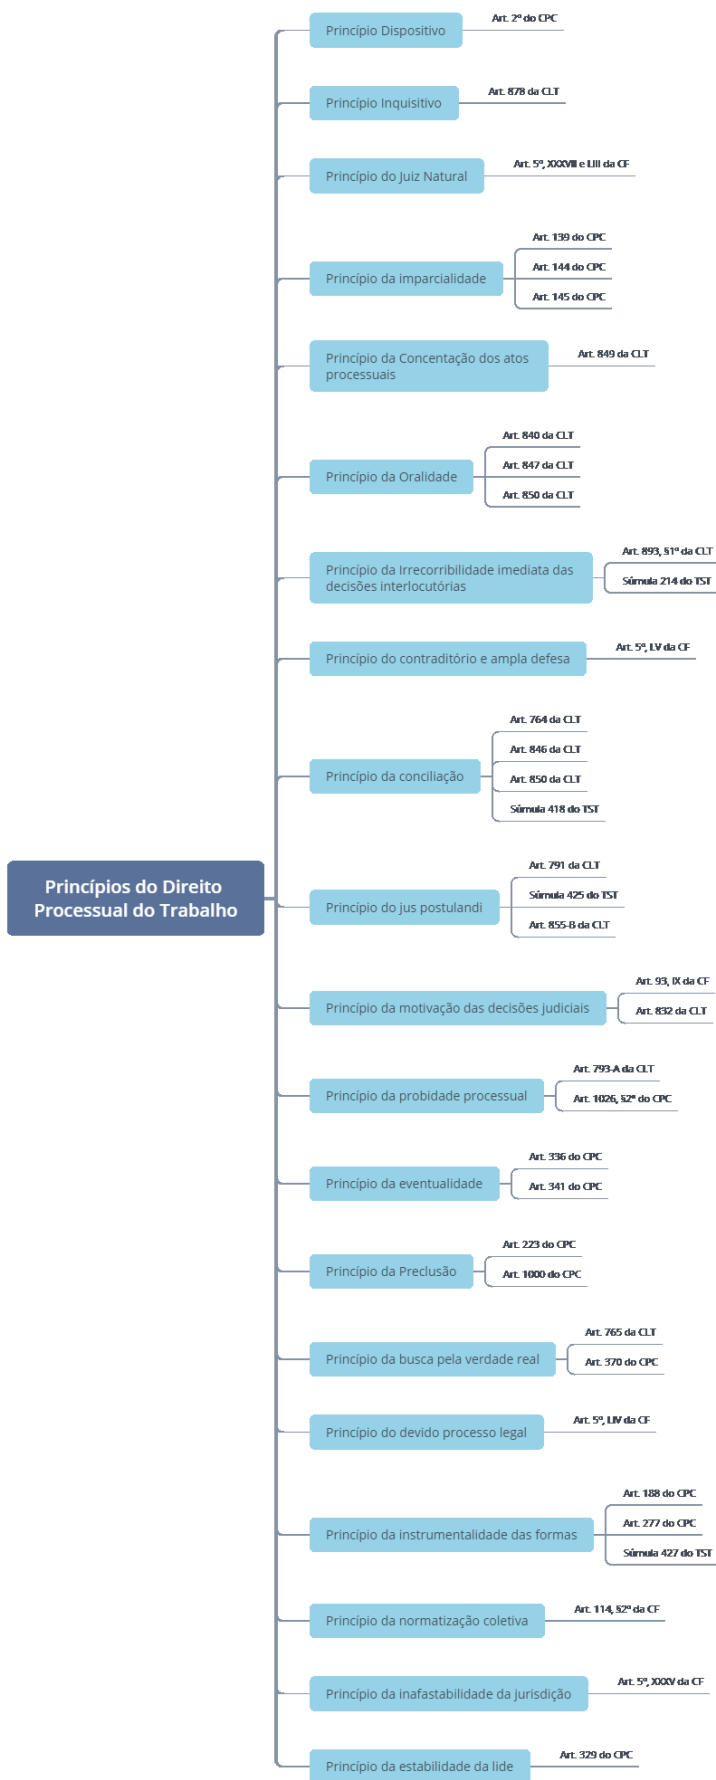 Princípios do Direito
Processual do Trabalho
Princípio Dispositivo
Art. 2º do CPC
Princípio Inquisitivo
Art. 878 da CLT
Princípio do Juiz Natural
Art. 5º, XXXVII e LIII da CF
Princípio da imparcialidade
Art. 139 do CPC
Art. 144 do CPC
Art. 145 do CPC
Princípio da Concentação dos atos
processuais
Art. 849 da CLT
Princípio da Oralidade
Art. 840 da CLT
Art. 847 da CLT
Art. 850 da CLT
Princípio da Irrecorribilidade imediata das
decisões interlocutórias
Art. 893, §1º da CLT
Súmula 214 do TST
Princípio do contraditório e ampla defesa
Art. 5º, LV da CF
Princípio da conciliação
Art. 764 da CLT
Art. 846 da CLT
Art. 850 da CLT
Súmula 418 do TST
Princípio do jus postulandi
Art. 791 da CLT
Súmula 425 do TST
Art. 855-B da CLT
Princípio da motivação das decisões judiciais
Art. 93, IX da CF
Art. 832 da CLT
Princípio da probidade processual
Art. 793-A da CLT
Art. 1026, §2º do CPC
Princípio da eventualidade
Art. 336 do CPC
Art. 341 do CPC
Princípio da Preclusão
Art. 223 do CPC
Art. 1000 do CPC
Princípio da busca pela verdade real
Art. 765 da CLT
Art. 370 do CPC
Princípio do devido processo legal
Art. 5º, LIV da CF
Princípio da instrumentalidade das formas
Art. 188 do CPC
Art. 277 do CPC
Súmula 427 do TST
Princípio da normatização coletiva
Art. 114, §2º da CF
Princípio da inafastabilidade da jurisdição
Art. 5º, XXXV da CF
Princípio da estabilidade da lide
Art. 329 do CPC